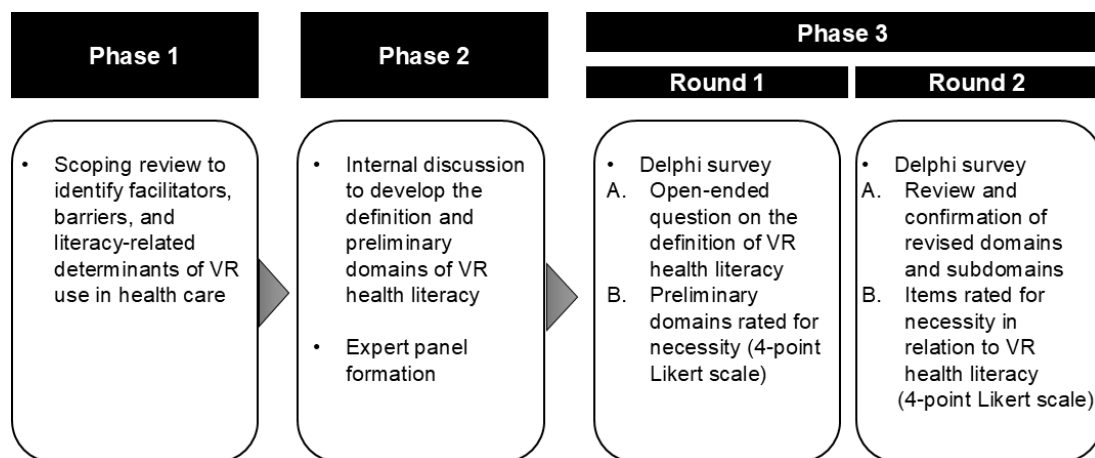 Phase 1
• Scoping review to
identify facilitators,
barriers, and
literacy-related
determinants of VR
use in health care
Phase 2
• Internal discussion
to develop the
definition and
preliminary
domains of VR
health literacy
• Expert panel
formation
Phase 3
Round 1
• Delphi survey
A. Open-ended
question on the
definition of VR
health literacy
B. Preliminary
domains rated for
necessity (4-point
Likert scale)
Round 2
• Delphi survey
A. Review and
confirmation of
revised domains
and subdomains
B. Items rated for
necessity in
relation to VR
health literacy
(4-point Likert scale)